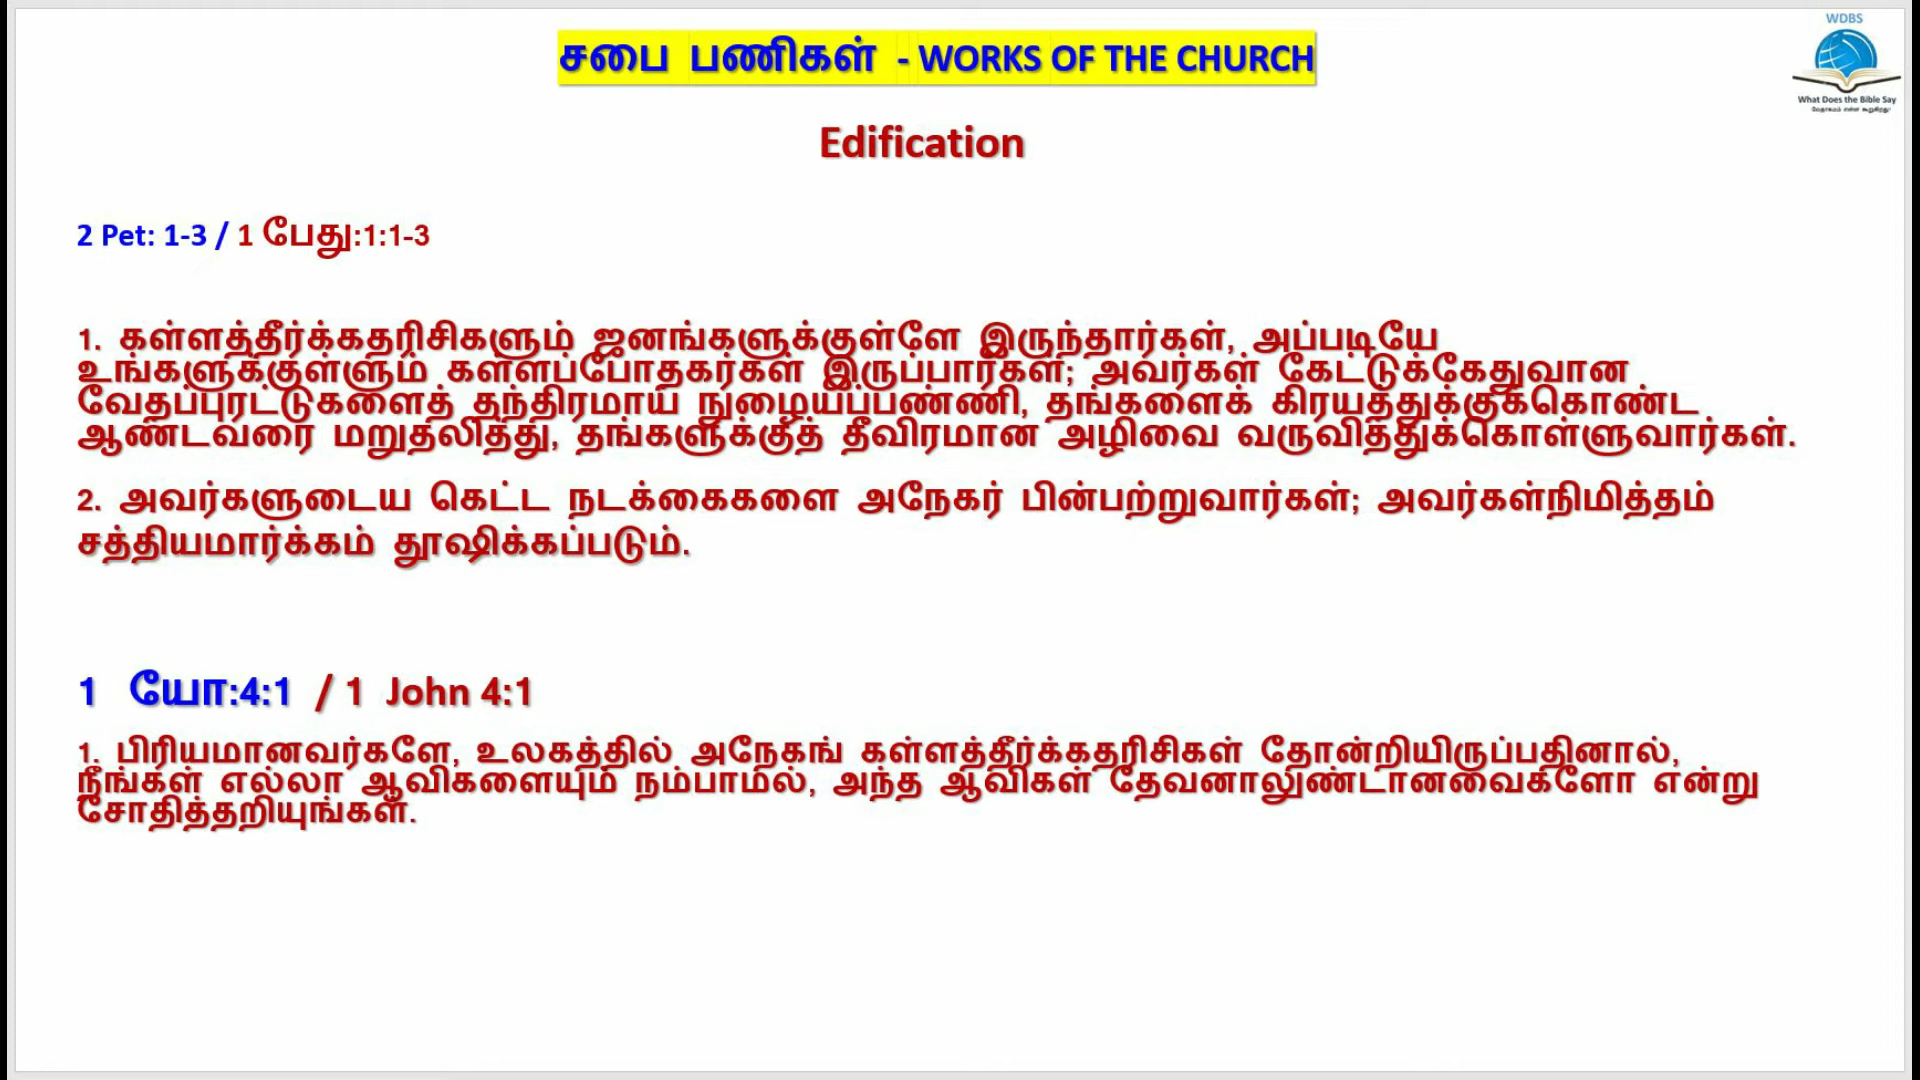 WDBS
சபை பணிகள் - WORKS OF THE CHURCH
What Does the Bible Say
வேதாகமம் என்ன கூறுகிறது?
Edification
2 Pet: 1-3 / 1 பேது:1:1-3
1. கள்ளத்தீர்க்கதரிசிகளும் ஜனங்களுக்குள்ளே இருந்தார்கள், அப்படியே
உங்களுக்குள்ளும் கள்ளப்போதகர்கள் இருப்பார்கள்; அவர்கள் கேட்டுக்கேதுவான
வேதப்புரட்டுகளைத் தந்திரமாய் நுழையப்பண்ணி, தங்களைக் கிரயத்துக்குக்கொண்ட
ஆண்டவரை மறுதலித்து, தங்களுக்குத் தீவிரமான அழிவை வருவித்துக்கொள்ளுவார்கள்.
2. அவர்களுடைய கெட்ட நடக்கைகளை அநேகர் பின்பற்றுவார்கள்; அவர்கள்நிமித்தம்
சத்தியமார்க்கம் தூஷிக்கப்படும்.
1 யோ:4:1 / 1 John 4:1
1. பிரியமானவர்களே, உலகத்தில் அநேகங் கள்ளத்தீர்க்கதரிசிகள் தோன்றியிருப்பதினால்,
நீங்கள் எல்லா ஆவிகளையும் நம்பாமல், அந்த ஆவிகள் தேவனாலுண்டானவைகளோ என்று
சோதித்தறியுங்கள்.